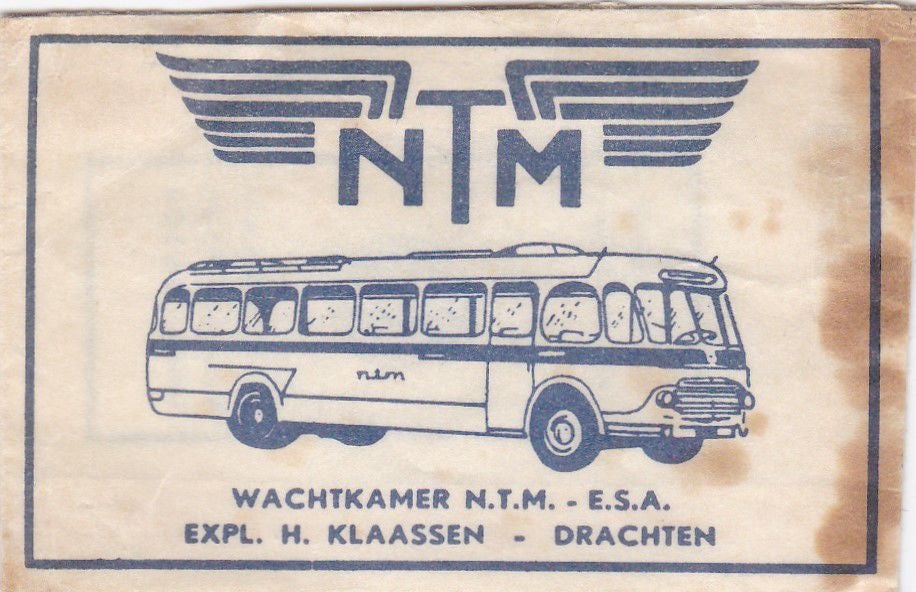 NTM
ntm
WACHTKAMER N.T.M. - E.S.A.
EXPL. H. KLAASSEN - DRACHTEN